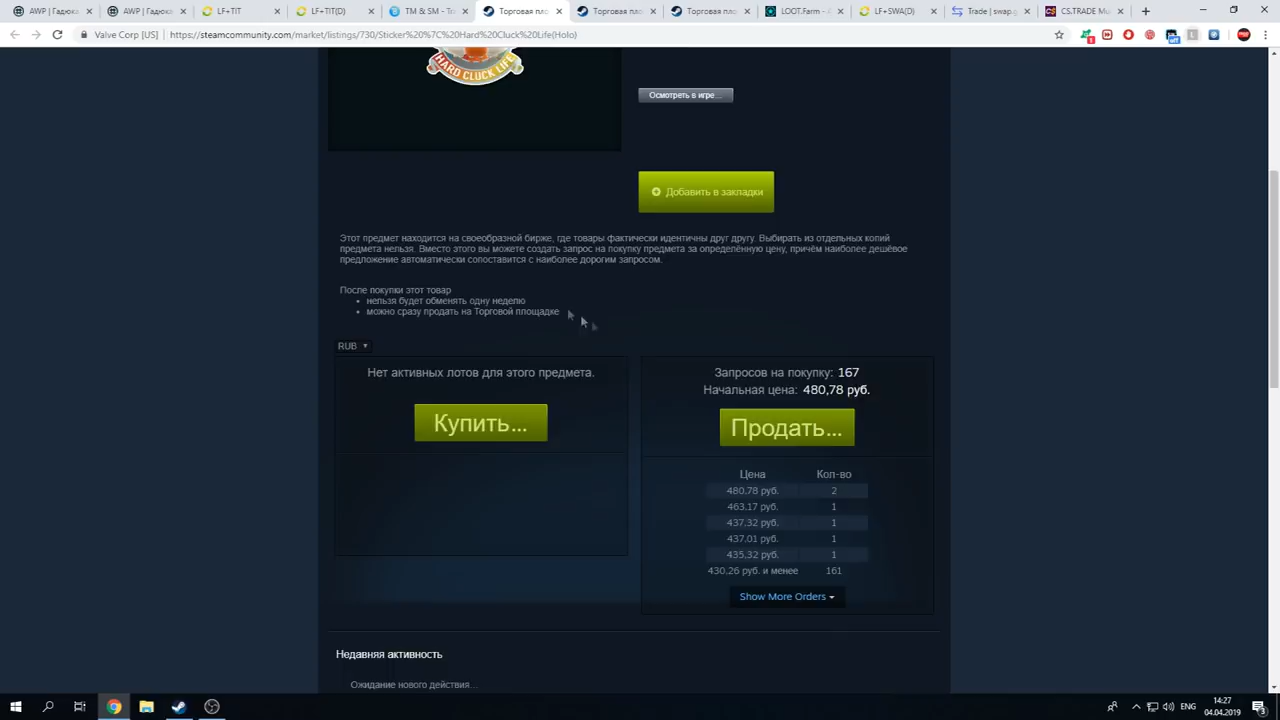 AWP | Гадюка
AWP | Гадюка
LF+TIT
LF+TIT(D)
TM & SM - Trade
Торговая пло
Торговая пло
Торговая пло
LOOT.Farm - A
LF+SWA(D)
Trade | swap.g
CS.TRADE Mu
Valve Corp [US]
https://steamcommunity.com/market/listings/730/Sticker%20%7C%20Hard%20Cluck%20Life(Holo)
HARD CLUCK LIFE
Осмотреть в игре...
Добавить в закладки
Этот предмет находится на своеобразной бирже, где товары фактически идентичны друг другу. Выбирать из отдельных копий
предмета нельзя. Вместо этого вы можете создать запрос на покупку предмета за определённую цену, причём наиболее дешёвое
предложение автоматически сопоставится с наиболее дорогим запросом.
После покупки этот товар
• нельзя будет обменять одну неделю
• можно сразу продать на Торговой площадке
RUB
Нет активных лотов для этого предмета.
Купить...
Запросов на покупку: 167
Начальная цена: 480,78 руб.
Продать...
Цена Кол-во
480,78 руб. 2
463,17 руб. 1
437,32 руб. 1
437,01 руб. 1
435,32 руб. 1
430,26 руб. и менее 161
Show More Orders
Недавняя активность
Ожидание нового действия...
ENG
14:27
04.04.2019